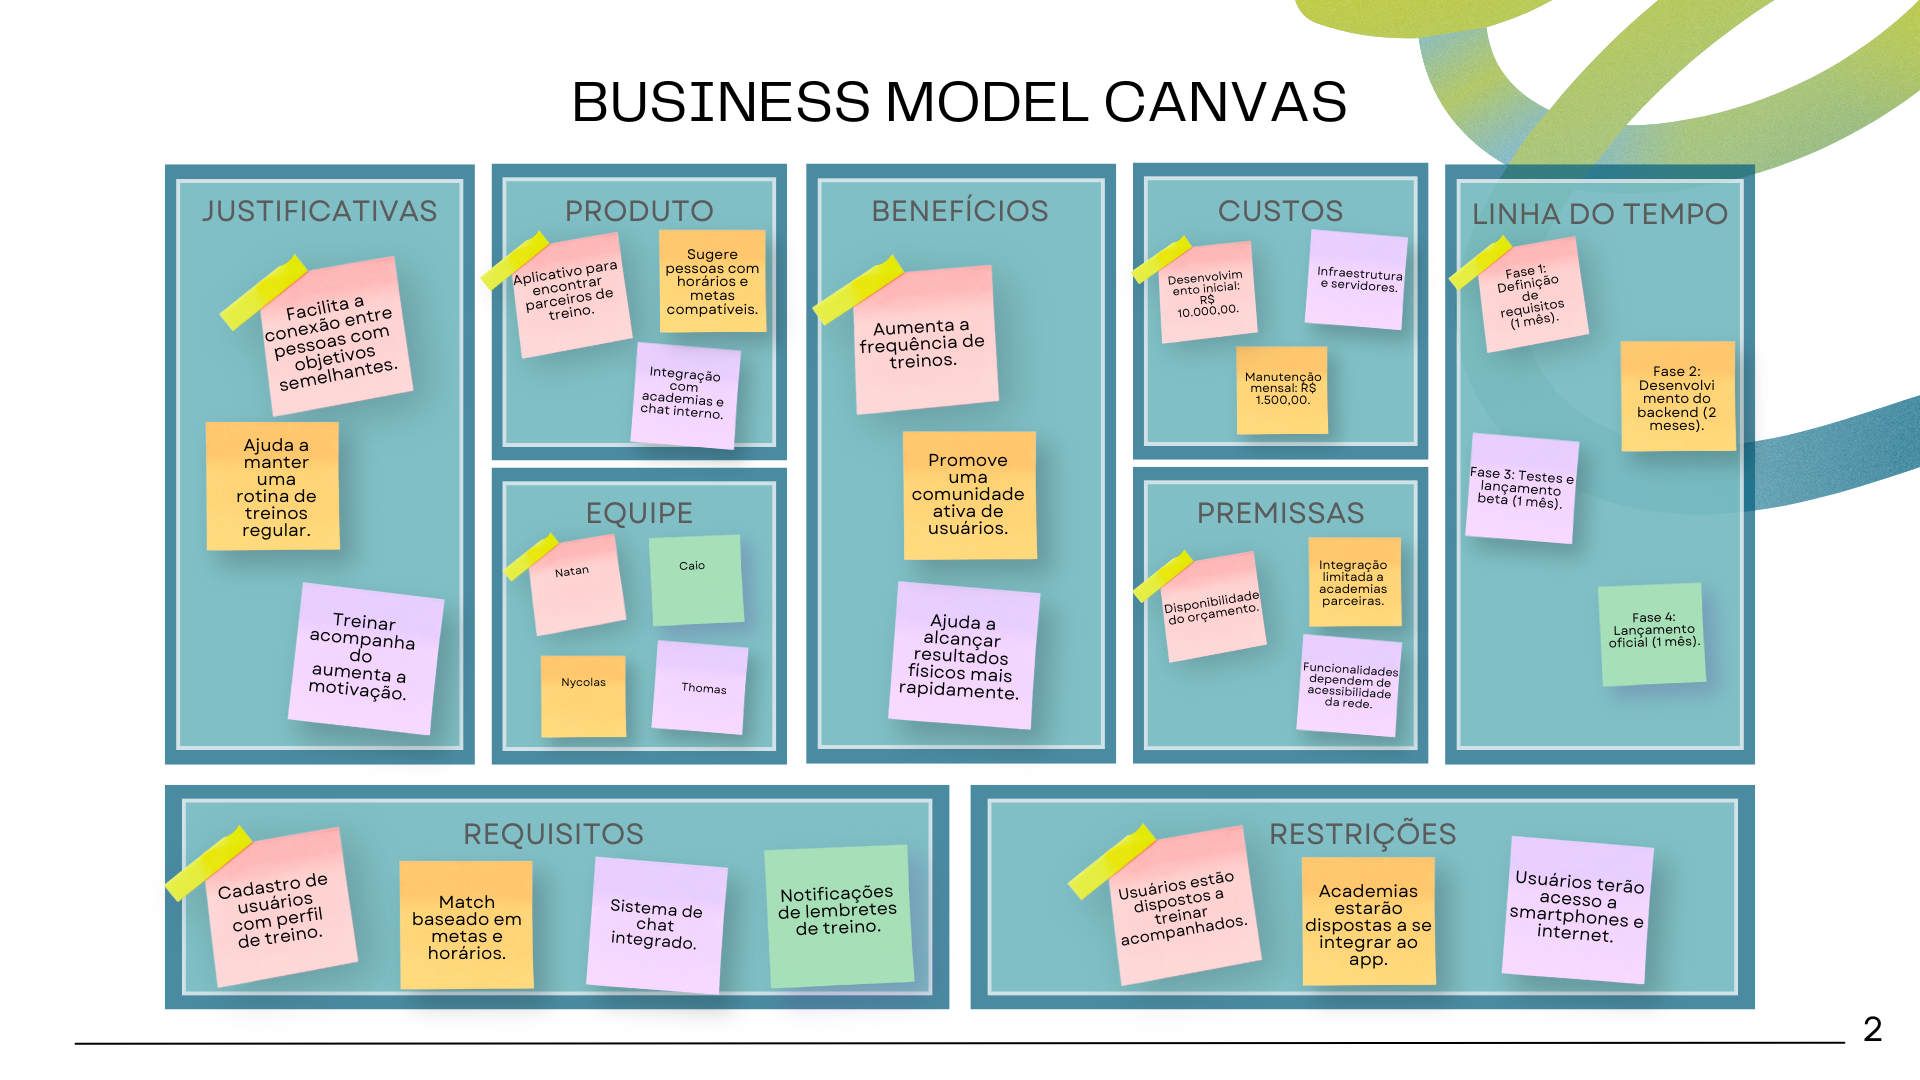 BUSINESS MODEL CANVAS
JUSTIFICATIVAS
Facilita a
conexão entre
pessoas com
objetivos
semelhantes.
Ajuda a
manter
uma
rotina de
treinos
regular.
Treinar
acompanha
do
aumenta a
motivação.
PRODUTO
Aplicativo para
encontrar
parceiros de
treino.
Sugere
pessoas com
horários e
metas
compatíveis.
Integração
com
academias e
chat interno.
EQUIPE
Natan
Caio
Nycolas
Thomas
BENEFÍCIOS
Aumenta a
frequência de
treinos.
Promove
uma
comunidade
ativa de
usuários.
Ajuda a
alcançar
resultados
físicos mais
rapidamente.
CUSTOS
Desenvolvim
ento inicial:
R$
10.000,00.
Infraestrutura
e servidores.
Manutenção
mensal: R$
1.500,00.
PREMISSAS
Disponibilidade
do orçamento.
Integração
limitada a
academias
parceiras.
Funcionalidades
dependem de
acessibilidade
da rede.
LINHA DO TEMPO
Fase 1:
Definição
de
requisitos
(1 mês).
Fase 2:
Desenvolvi
mento do
backend (2
meses).
Fase 3: Testes e
lançamento
beta (1 mês).
Fase 4:
Lançamento
oficial (1 mês).
REQUISITOS
Cadastro de
usuários
com perfil
de treino.
Match
baseado em
metas e
horários.
Sistema de
chat
integrado.
Notificações
de lembretes
de treino.
RESTRIÇÕES
Usuários estão
dispostos a
treinar
acompanhados.
Academias
estarão
dispostas a se
integrar ao
app.
Usuários terão
acesso a
smartphones e
internet.
2